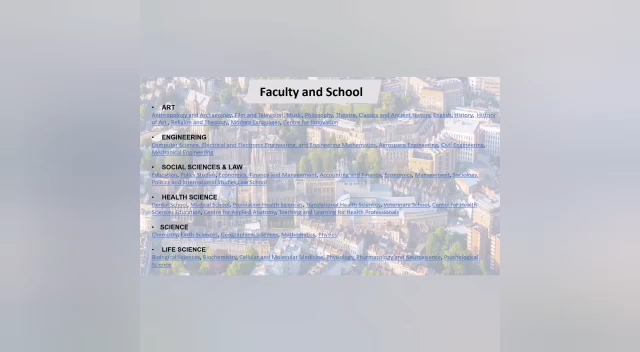 Faculty and School
• ART
Anthropology and Archaeology, Film and Television, Music, Philosophy, Theatre, Classics and Ancient History, English, History, History
of Art, Religion and Theology, Modern Languages, Centre for Innovation
• ENGINEERING
Computer Science, Electrical and Electronic Engineering, and Engineering Mathematics, Aerospace Engineering, Civil Engineering,
Mechanical Engineering
• SOCIAL SCIENCES & LAW
Education, Policy Studies, Economics, Finance and Management, Accounting and Finance, Economics, Management, Sociology,
Politics and International Studies, Law School
• HEALTH SCIENCE
Dental School, Medical School, Population Health Sciences, Translational Health Sciences, Veterinary School, Center for Health
Sciences Education, Centre for Applied Anatomy, Teaching and Learning for Health Professionals
• SCIENCE
Chemistry, Earth Sciences, Geographical Sciences, Mathematics, Physics
• LIFE SCIENCE
Biological Sciences, Biochemistry, Cellular and Molecular Medicine, Physiology, Pharmacology and Neuroscience, Psychological
Science